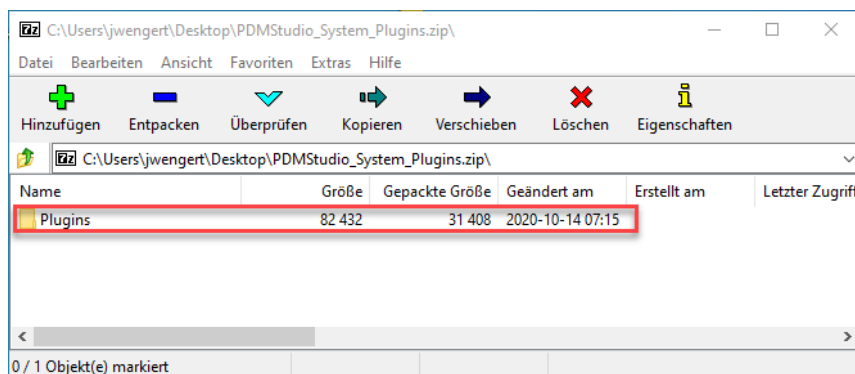 C:\Users\jwengert\Desktop\PDMStudio_System_Plugins.zip\
Datei Bearbeiten Ansicht Favoriten Extras Hilfe
Hinzufügen Entpacken Überprüfen Kopieren Verschieben Löschen Eigenschaften
C:\Users\jwengert\Desktop\PDMStudio_System_Plugins.zip\
Name Größe Gepackte Größe Geändert am Erstellt am Letzter Zugriff
Plugins 82 432 31 408 2020-10-14 07:15
0 / 1 Objekt(e) markiert